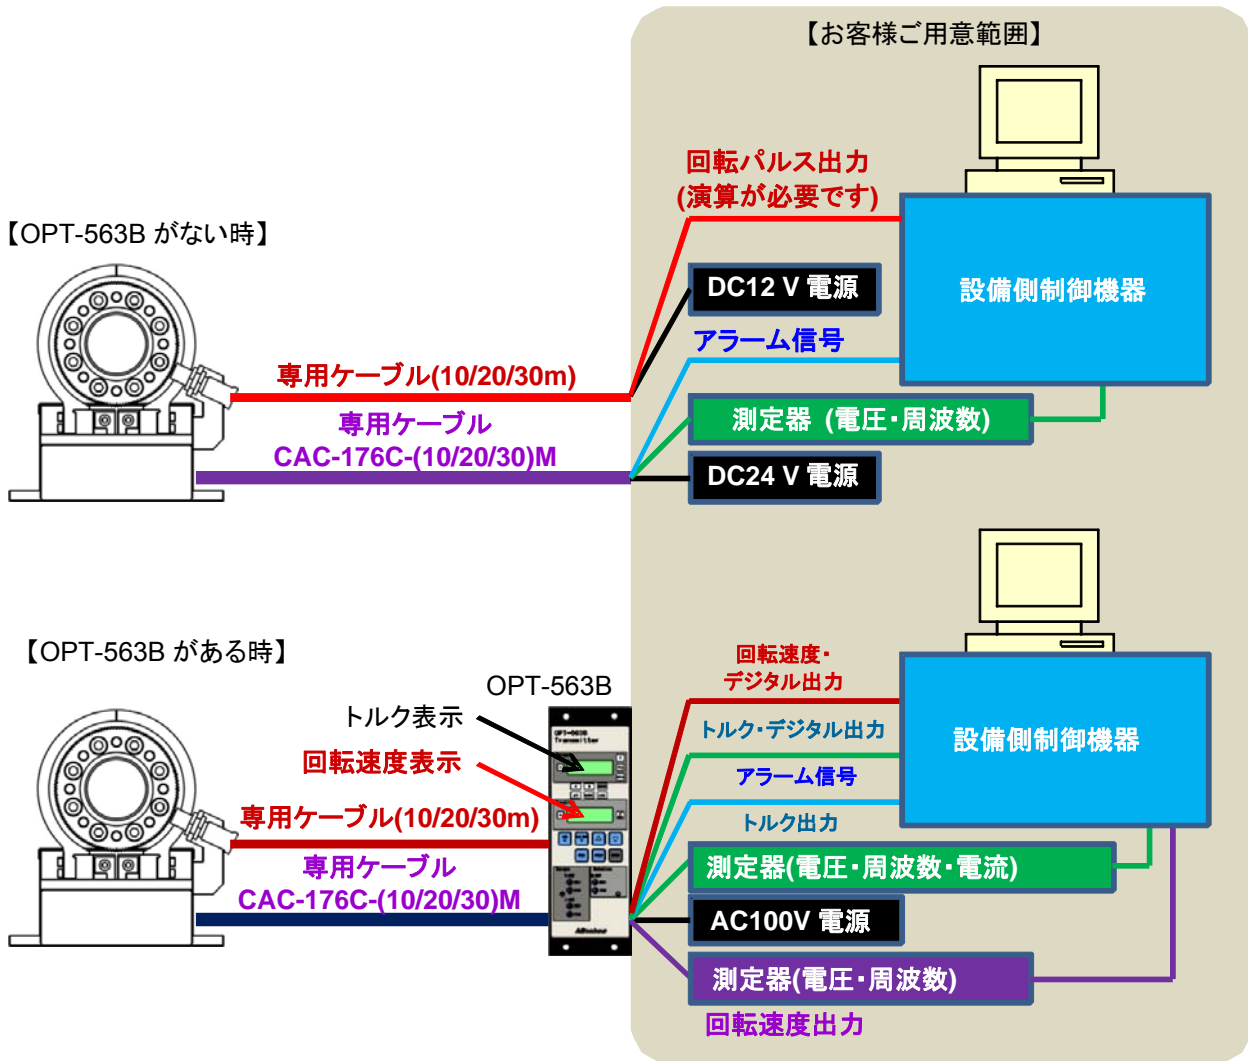 【お客様ご用意範囲】
回転パルス出力
(演算が必要です)
【OPT-563B がない時】
DC12 V 電源
設備側制御機器
アラーム信号
専用ケーブル(10/20/30m)
測定器 (電圧・周波数)
専用ケーブル
CAC-176C-(10/20/30)M
DC24 V 電源
【OPT-563B がある時】
回転速度・
デジタル出力
OPT-563B
トルク表示
トルク・デジタル出力
設備側制御機器
OPT-563B
Transmitter
回転速度表示
アラーム信号
専用ケーブル(10/20/30m)
トルク出力
専用ケーブル
CAC-176C-(10/20/30)M
測定器(電圧・周波数・電流)
AC100V 電源
測定器(電圧・周波数)
回転速度出力